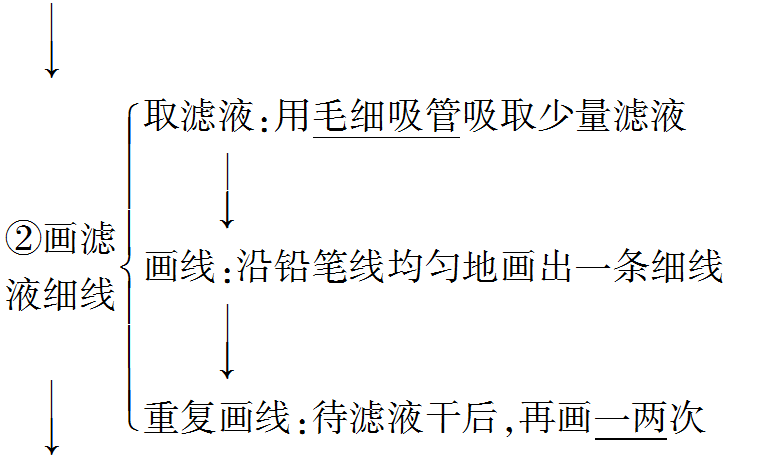 取滤液:用毛细吸管吸取少量滤液
②画滤
液细线
画线:沿铅笔线均匀地画出一条细线
重复画线:待滤液干后,再画一两次